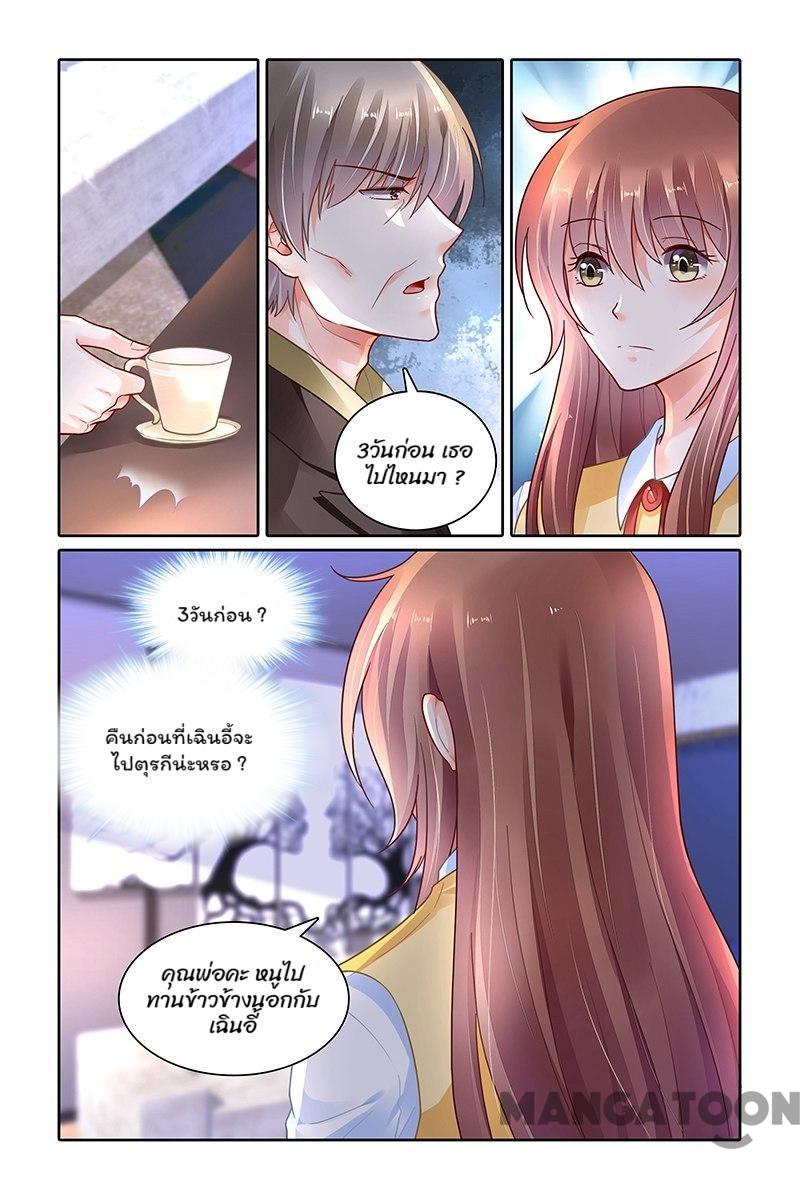 3วันก่อน เธอ
ไปไหนมา ?
3วันก่อน ?
คืนก่อนที่เฉินอี้จะ
ไปตุรกีน่ะหรอ ?
คุณพ่อคะ หนูไป
ทานข้าวข้างนอกกับ
เฉินอี้
MANGATOON